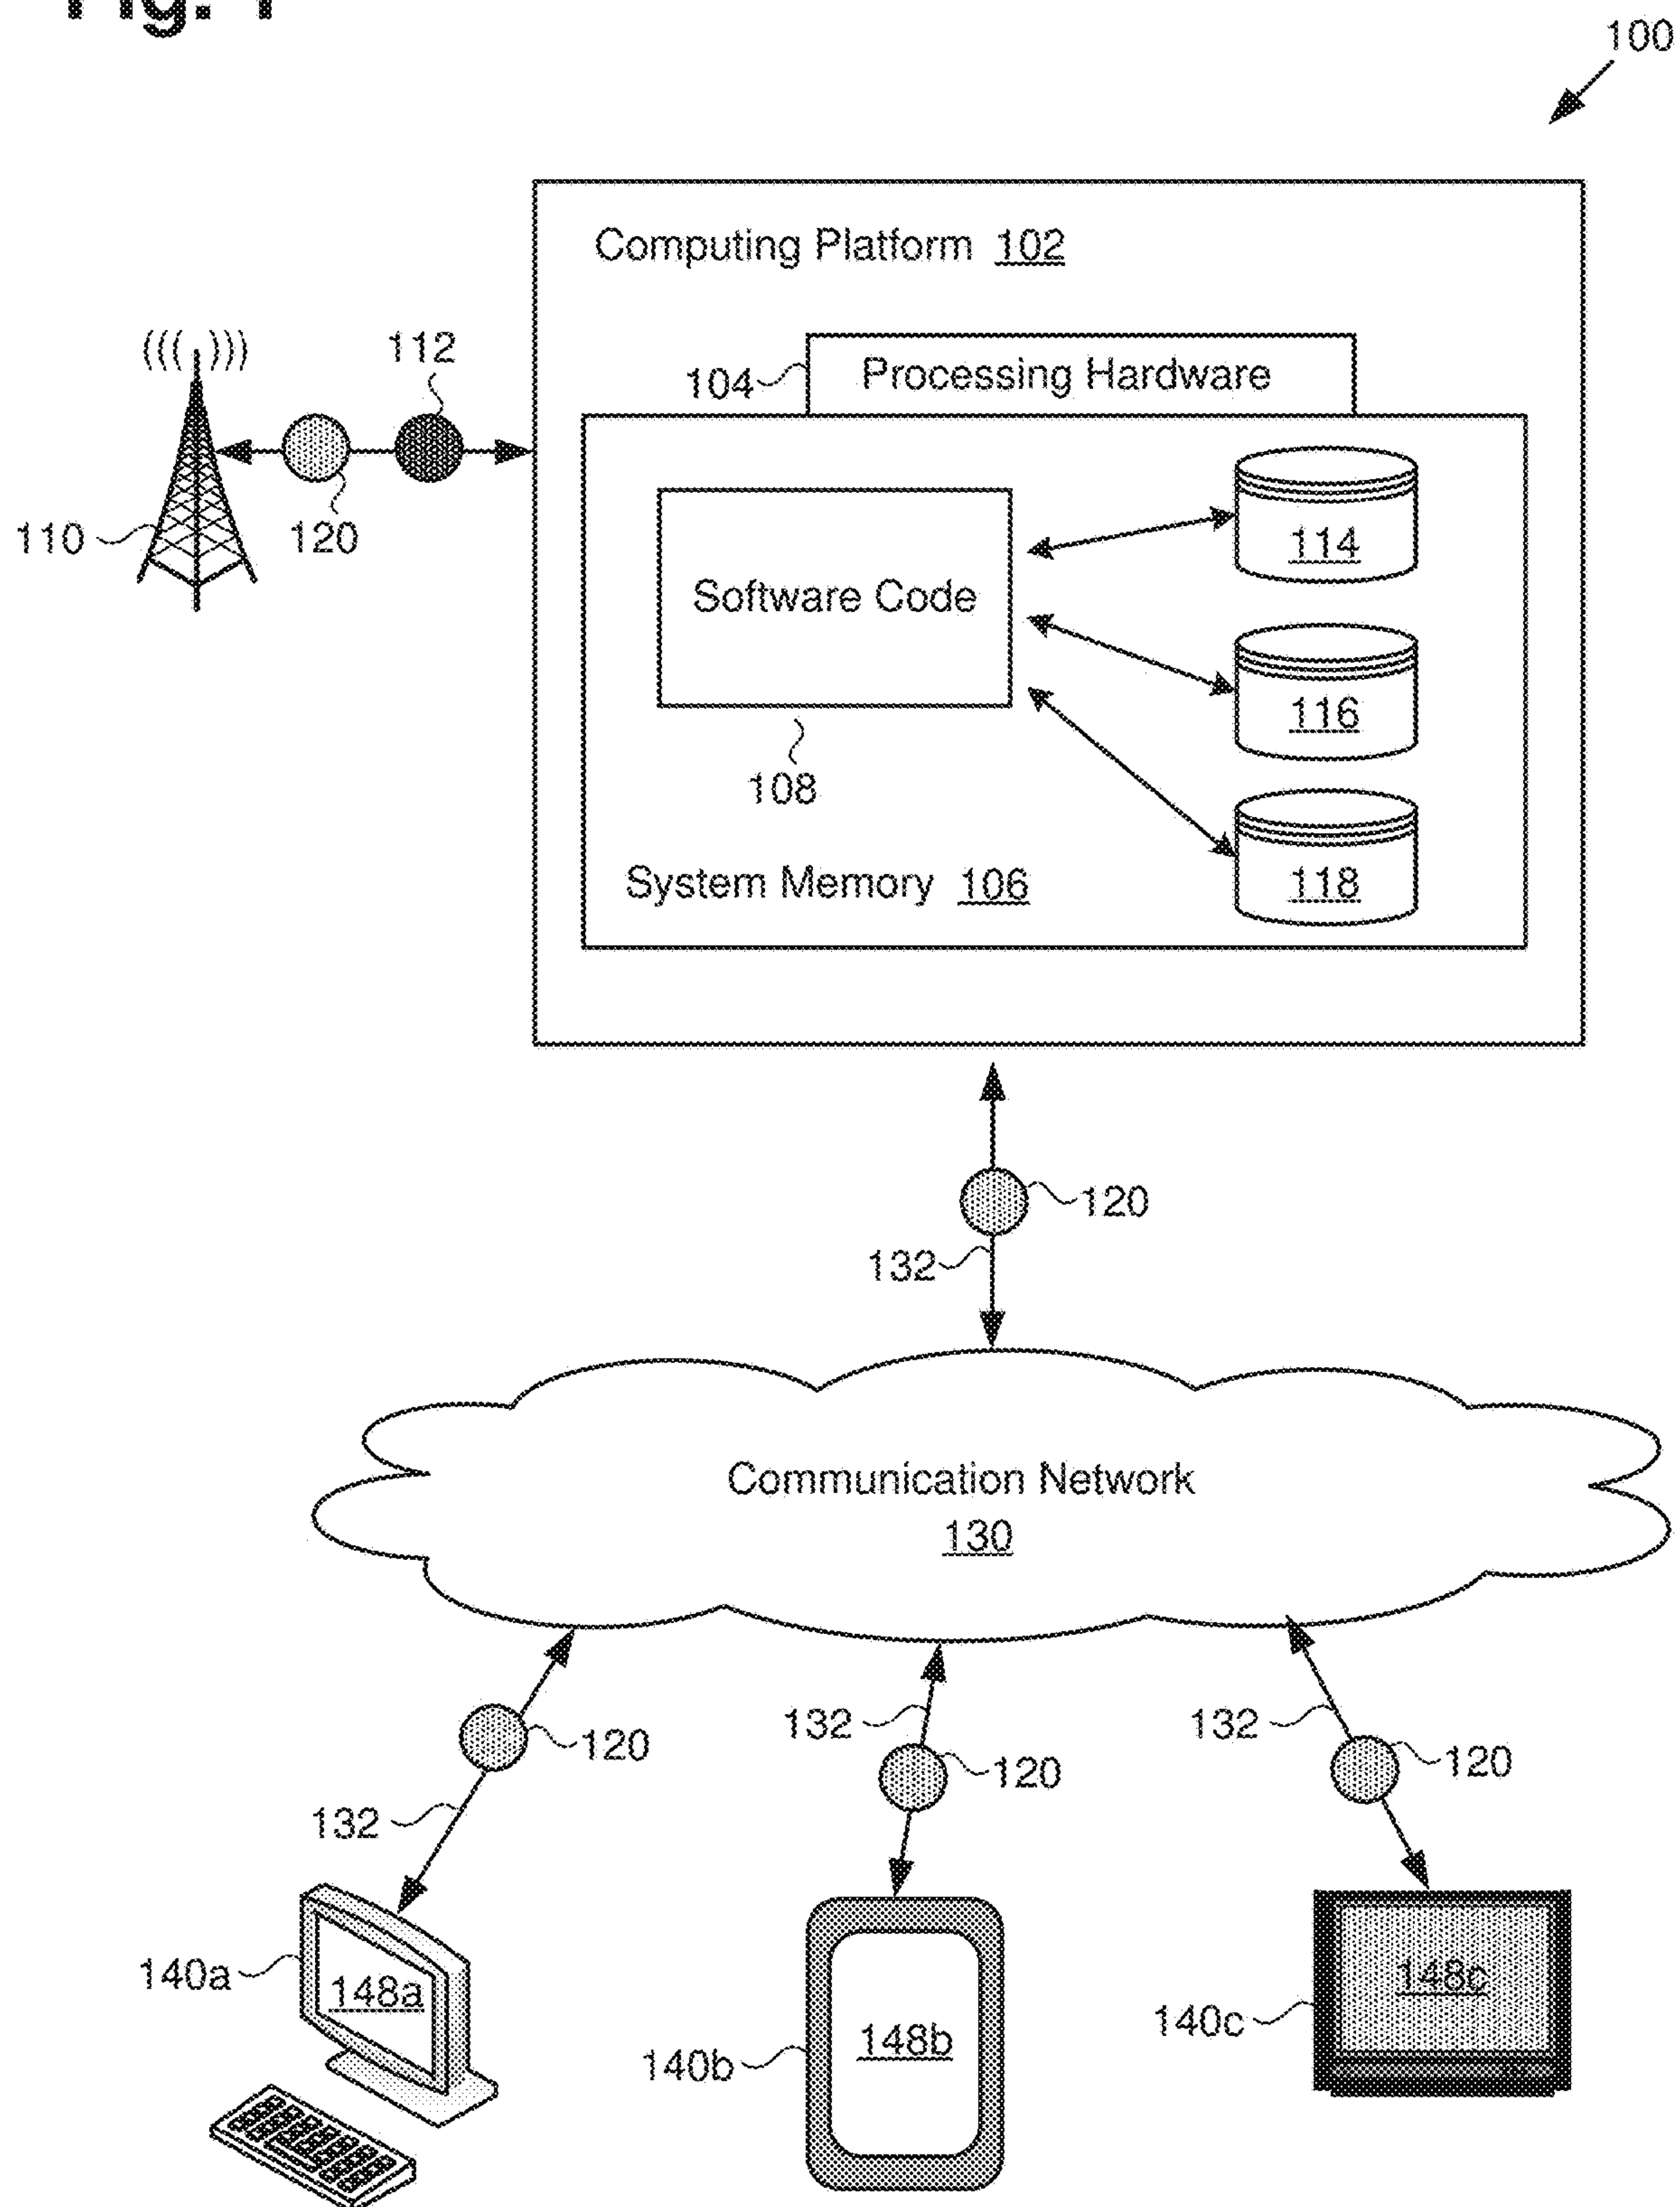 Fig. 1
100
Computing Platform 102
112
104
Processing Hardware
110
120
114
Software Code
116
108
System Memory 106
118
120
132
Communication Network
130
132
120
132
120
132
120
140a
148a
140b
148b
140c
148c